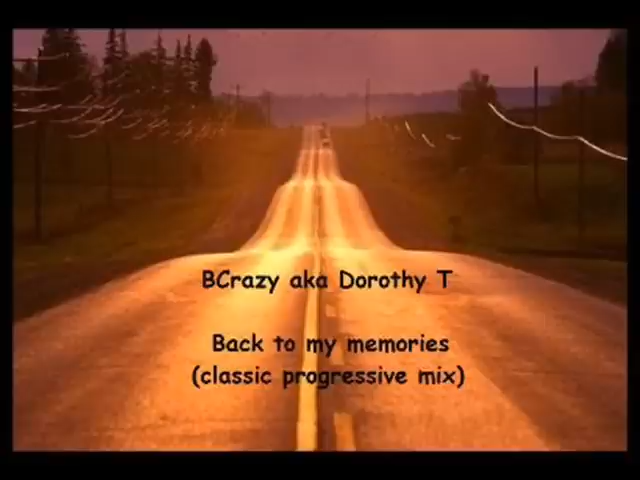 BCrazy aka Dorothy T
Back to my memories
(classic progressive mix)